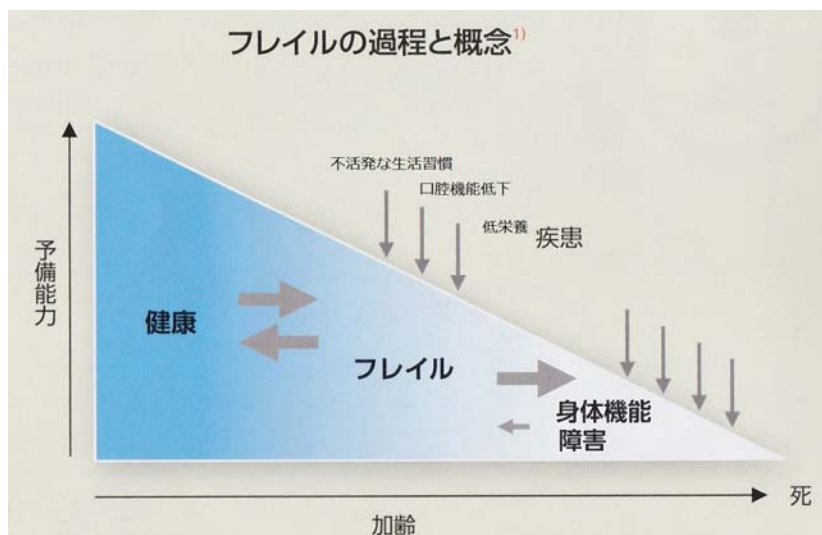 フレイルの過程と概念1)
不活発な生活習慣
口腔機能低下
低栄養
疾患
予備能力
健康
フレイル
身体機能
障害
死
加齢